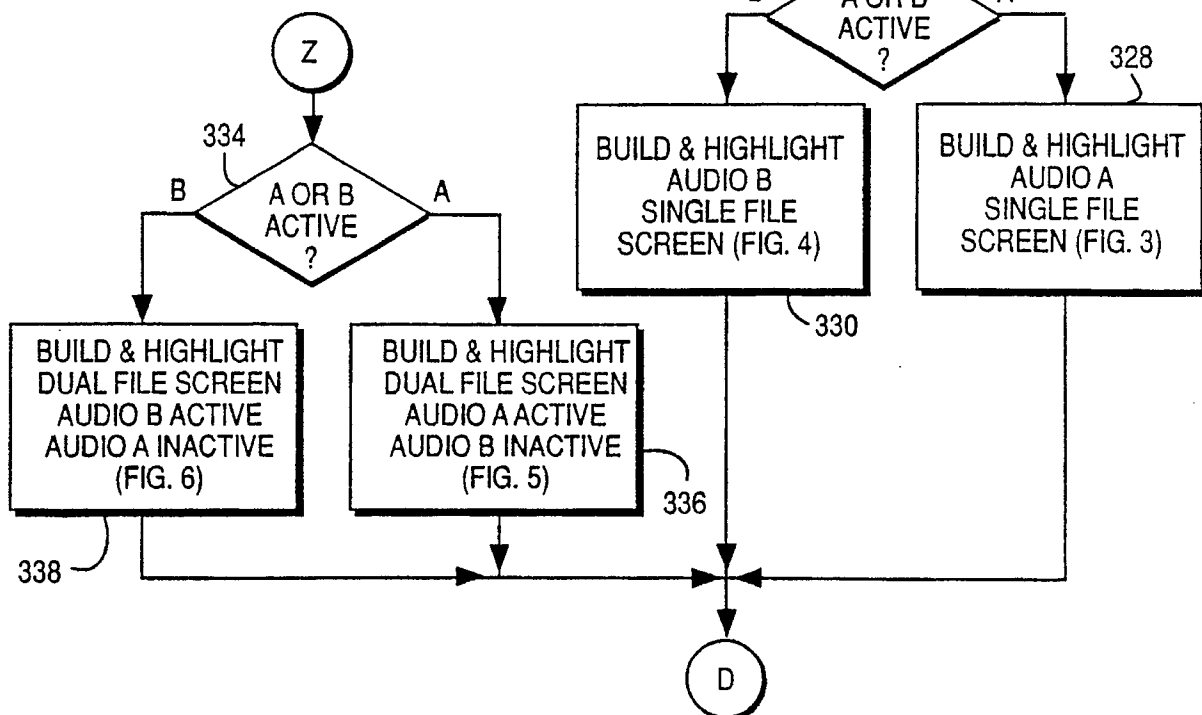 Z
334
B
A OR B
ACTIVE
?
A
BUILD & HIGHLIGHT
DUAL FILE SCREEN
AUDIO B ACTIVE
AUDIO A INACTIVE
(FIG. 6)
338
BUILD & HIGHLIGHT
DUAL FILE SCREEN
AUDIO A ACTIVE
AUDIO B INACTIVE
(FIG. 5)
336
A OR B
ACTIVE
?
BUILD & HIGHLIGHT
AUDIO B
SINGLE FILE
SCREEN (FIG. 4)
330
328
BUILD & HIGHLIGHT
AUDIO A
SINGLE FILE
SCREEN (FIG. 3)
D